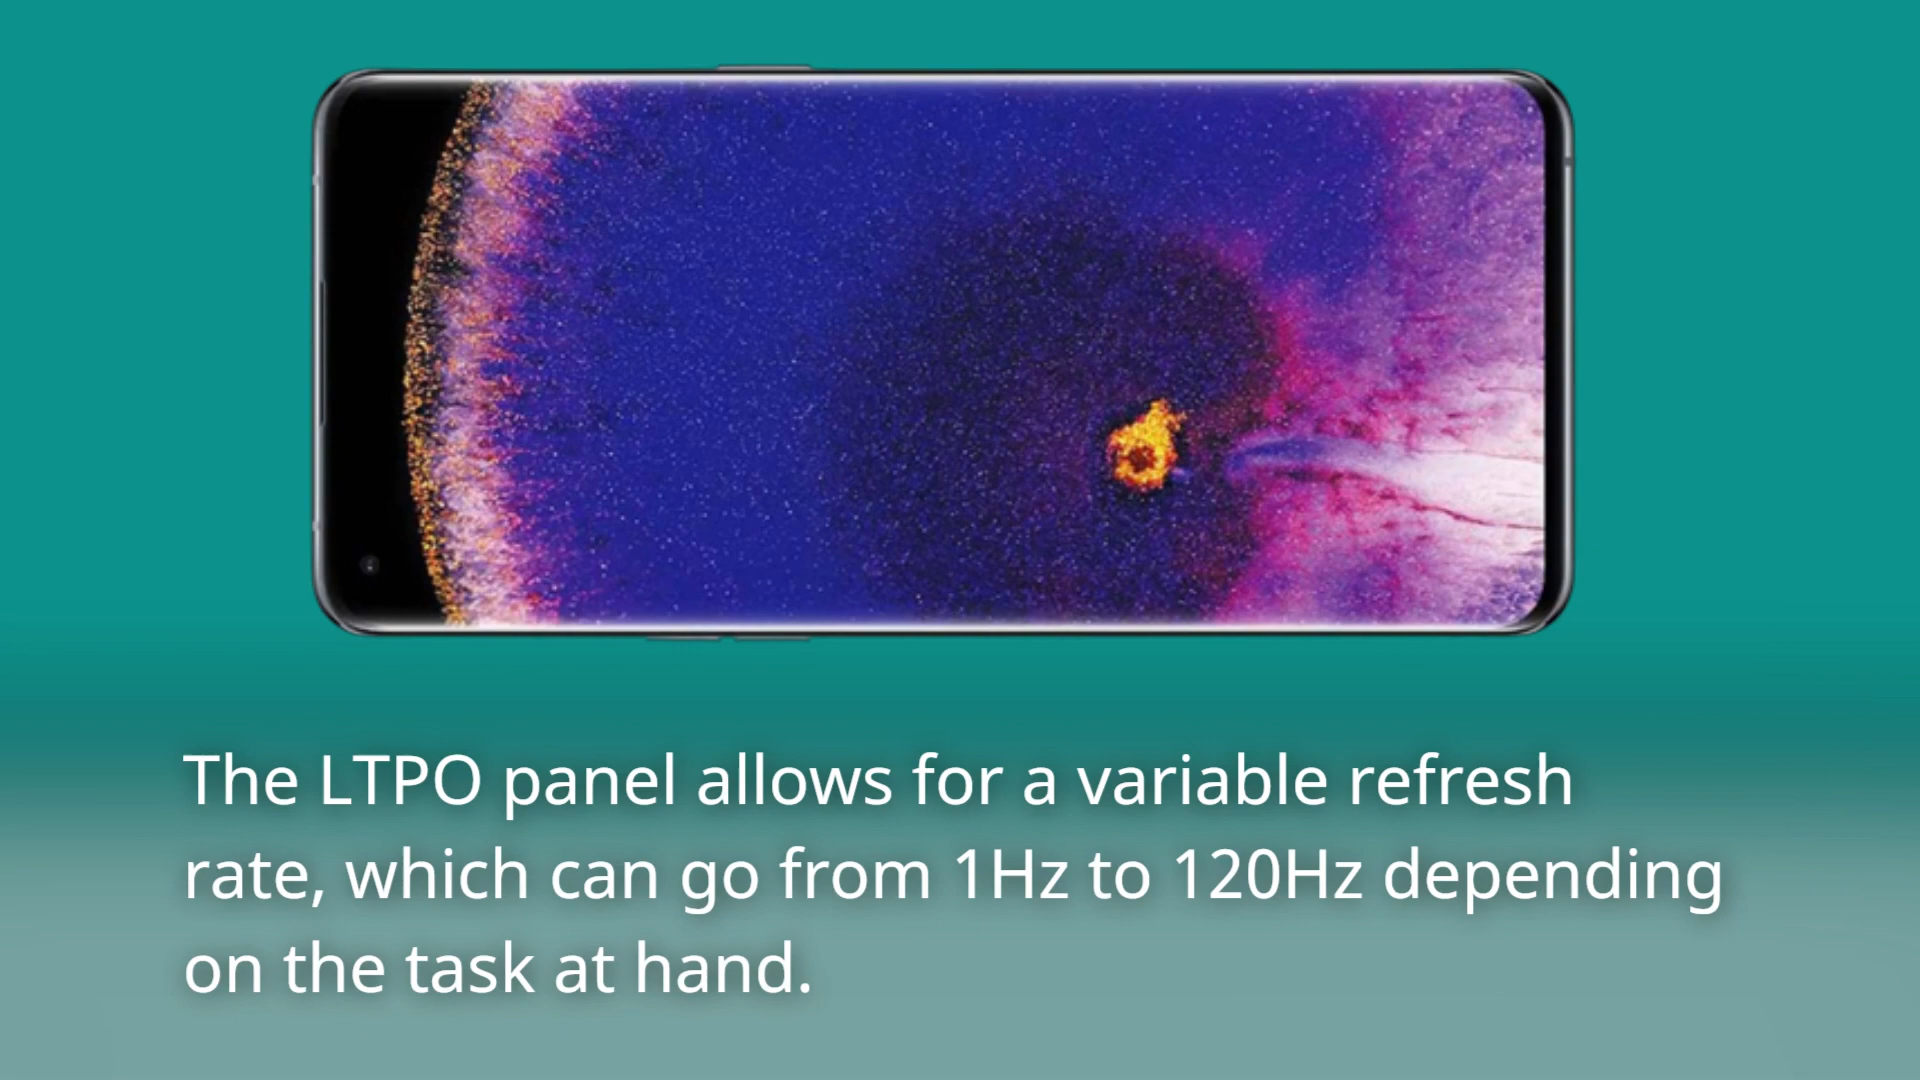 The LTPO panel allows for a variable refresh
rate, which can go from 1Hz to 120Hz depending
on the task at hand.